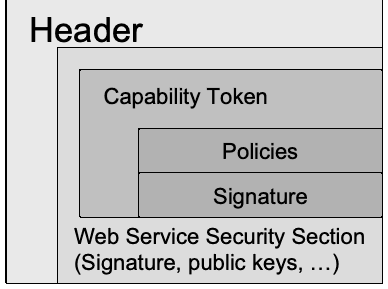 Header
Capability Token
Policies
Signature
Web Service Security Section
(Signature, public keys, …)